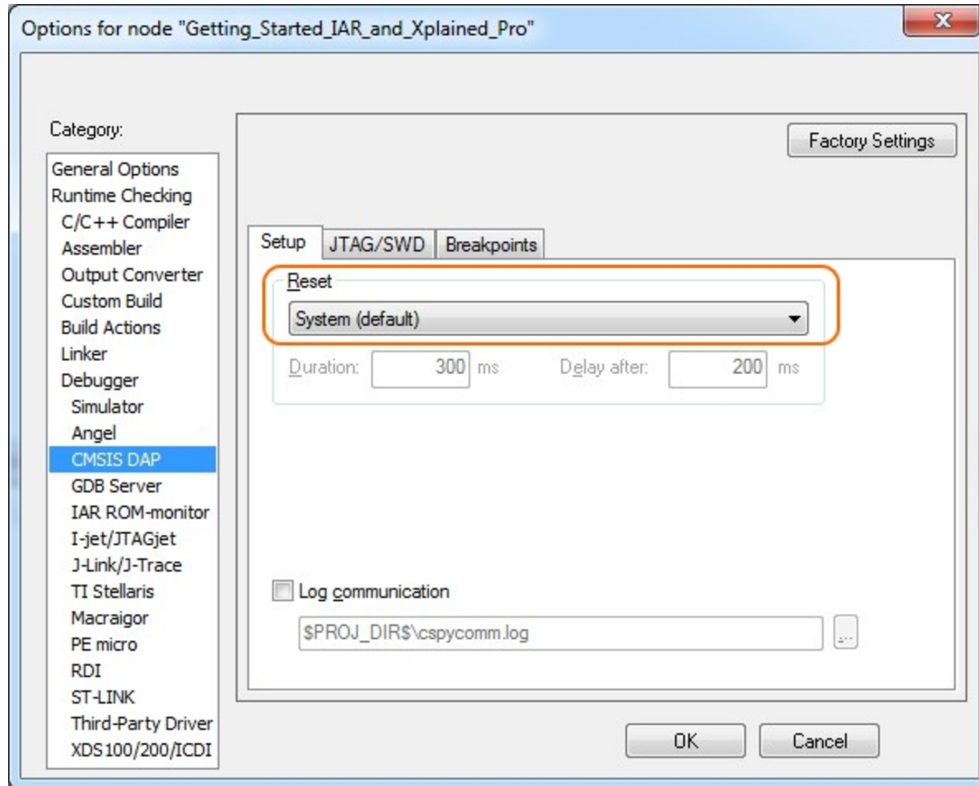 Options for node "Getting_Started_IAR_and_Xplained_Pro"
Category:
General Options
Runtime Checking
C/C++ Compiler
Assembler
Output Converter
Custom Build
Build Actions
Linker
Debugger
Simulator
Angel
CMSIS DAP
GDB Server
IAR ROM-monitor
I-jet/JTAGjet
J-Link/J-Trace
TI Stellaris
Macraigor
PE micro
RDI
ST-LINK
Third-Party Driver
XDS100/200/ICDI
Factory Settings
Setup JTAG/SWD Breakpoints
Reset
System (default)
Duration: 300 ms Delay after: 200 ms
Log communication
$PROJ_DIR$\cspycomm.log
...
OK Cancel